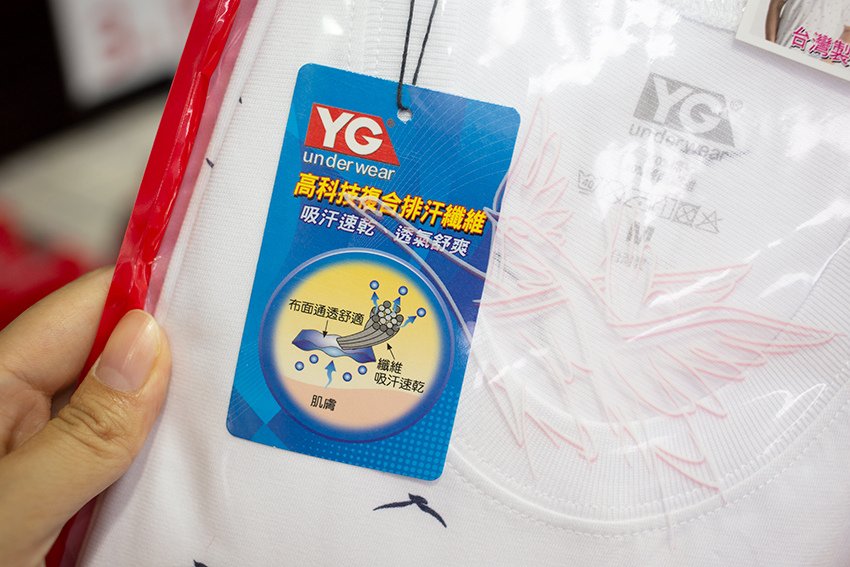 YG
underwear
高科技複合排汗纖維
吸汗速乾 透氣舒爽
布面通透舒適
纖維
吸汗速乾
肌膚
台灣製
YG
underwear
M